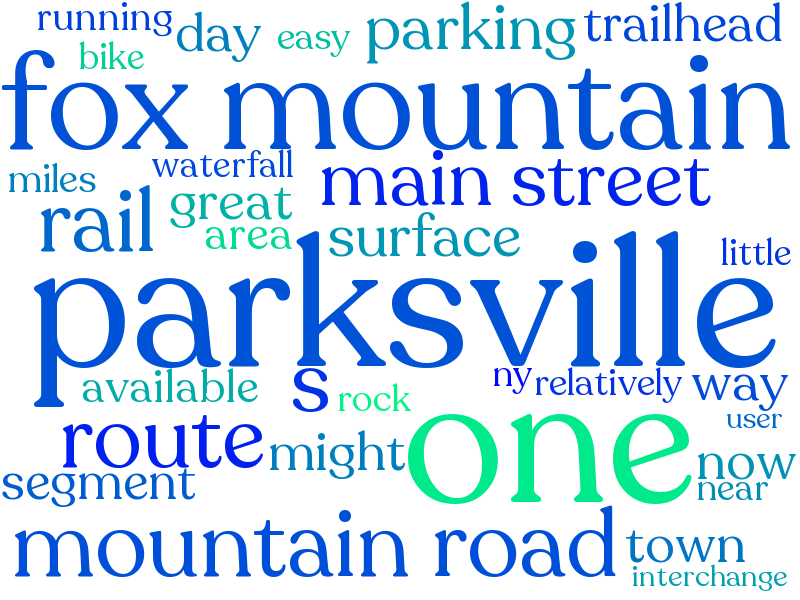 running day easy parking trailhead
bike
fox mountain
miles waterfall main street
rail great
area surface
little
parksville
available s rock ny relatively way
user
route might one now
segment near
mountain road town
interchange